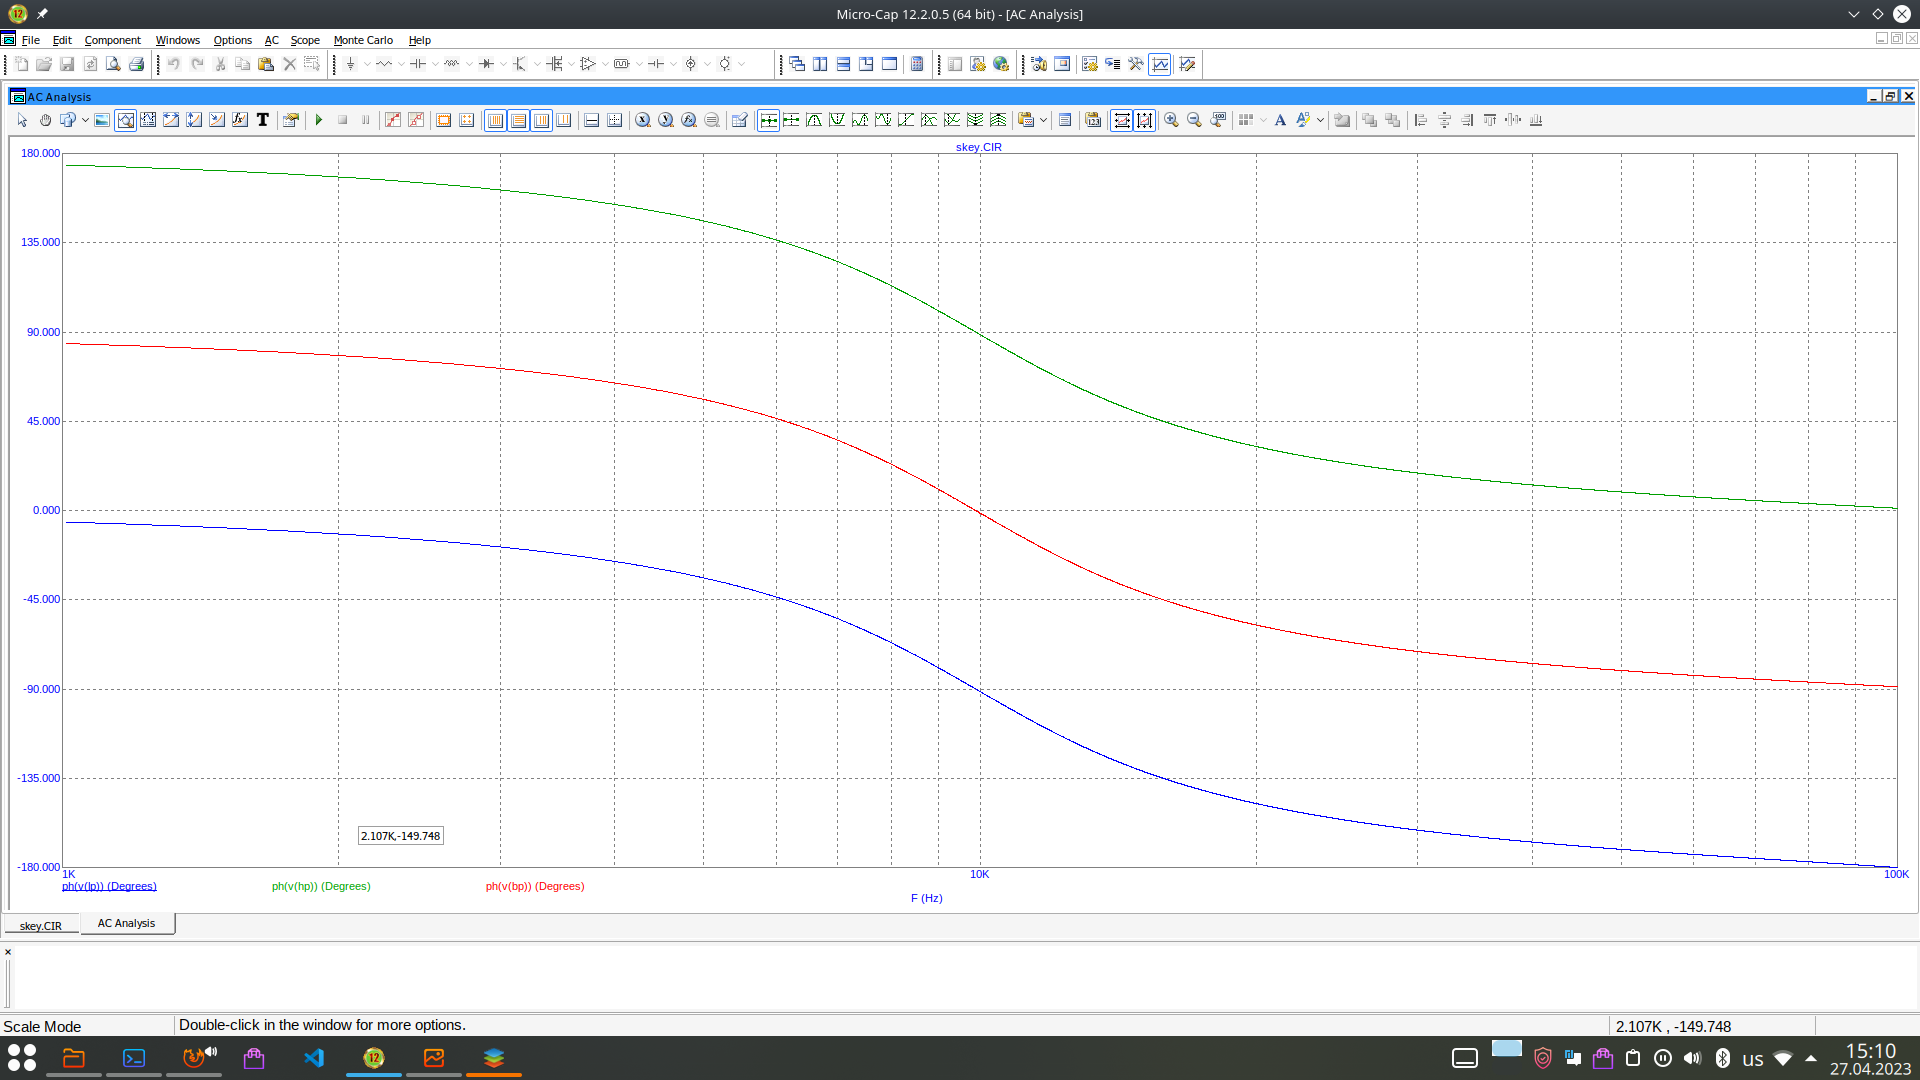 12 Micro-Cap 12.2.0.5 (64 bit) - [AC Analysis]
File Edit Component Windows Options AC Scope Monte Carlo Help
AC Analysis
skey.CIR
180.000
135.000
90.000
45.000
0.000
-45.000
-90.000
-135.000
-180.000
2.107K,-149.748
1K 10K 100K
ph(v(lp)) (Degrees) ph(v(hp)) (Degrees) ph(v(bp)) (Degrees)
F (Hz)
skey.CIR AC Analysis
Scale Mode Double-click in the window for more options. 2.107K , -149.748
12 us 15:10
27.04.2023